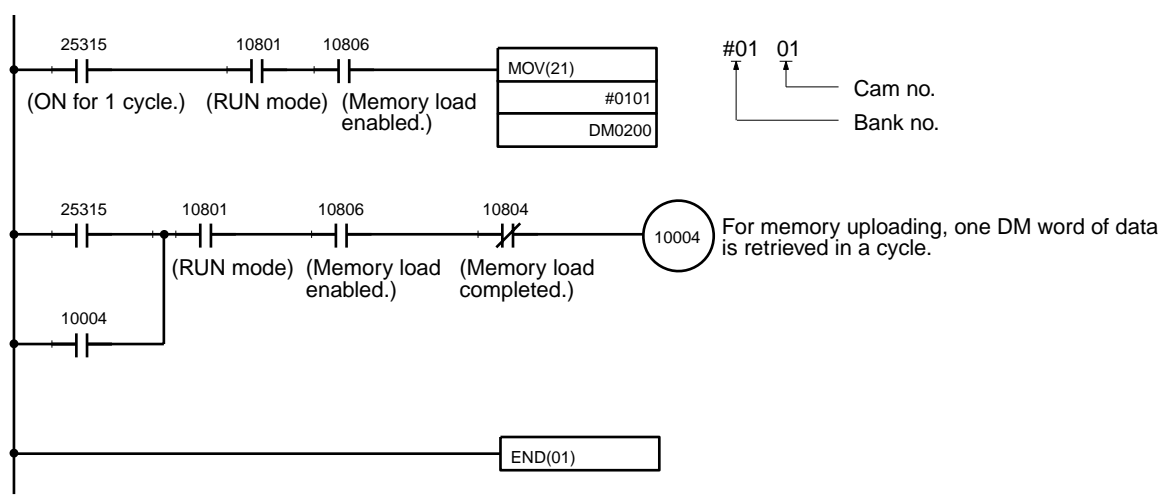 25315 10801 10806
MOV(21)
(ON for 1 cycle.) (RUN mode) (Memory load
enabled.)
#0101
DM0200
#01 01
Cam no.
Bank no.
25315 10801 10806 10804
10004
For memory uploading, one DM word of data
is retrieved in a cycle.
(RUN mode) (Memory load
enabled.)
(Memory load
completed.)
10004
END(01)